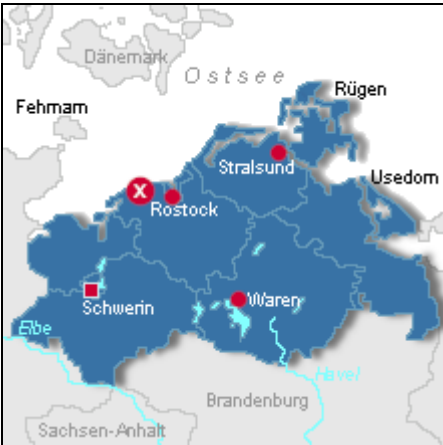 Dänemark
Ostsee
Rügen
Fehmarn
Stralsund
Usedom
X
Rostock
Schwerin
Waren
Elbe
Havel
Brandenburg
Sachsen-Anhalt